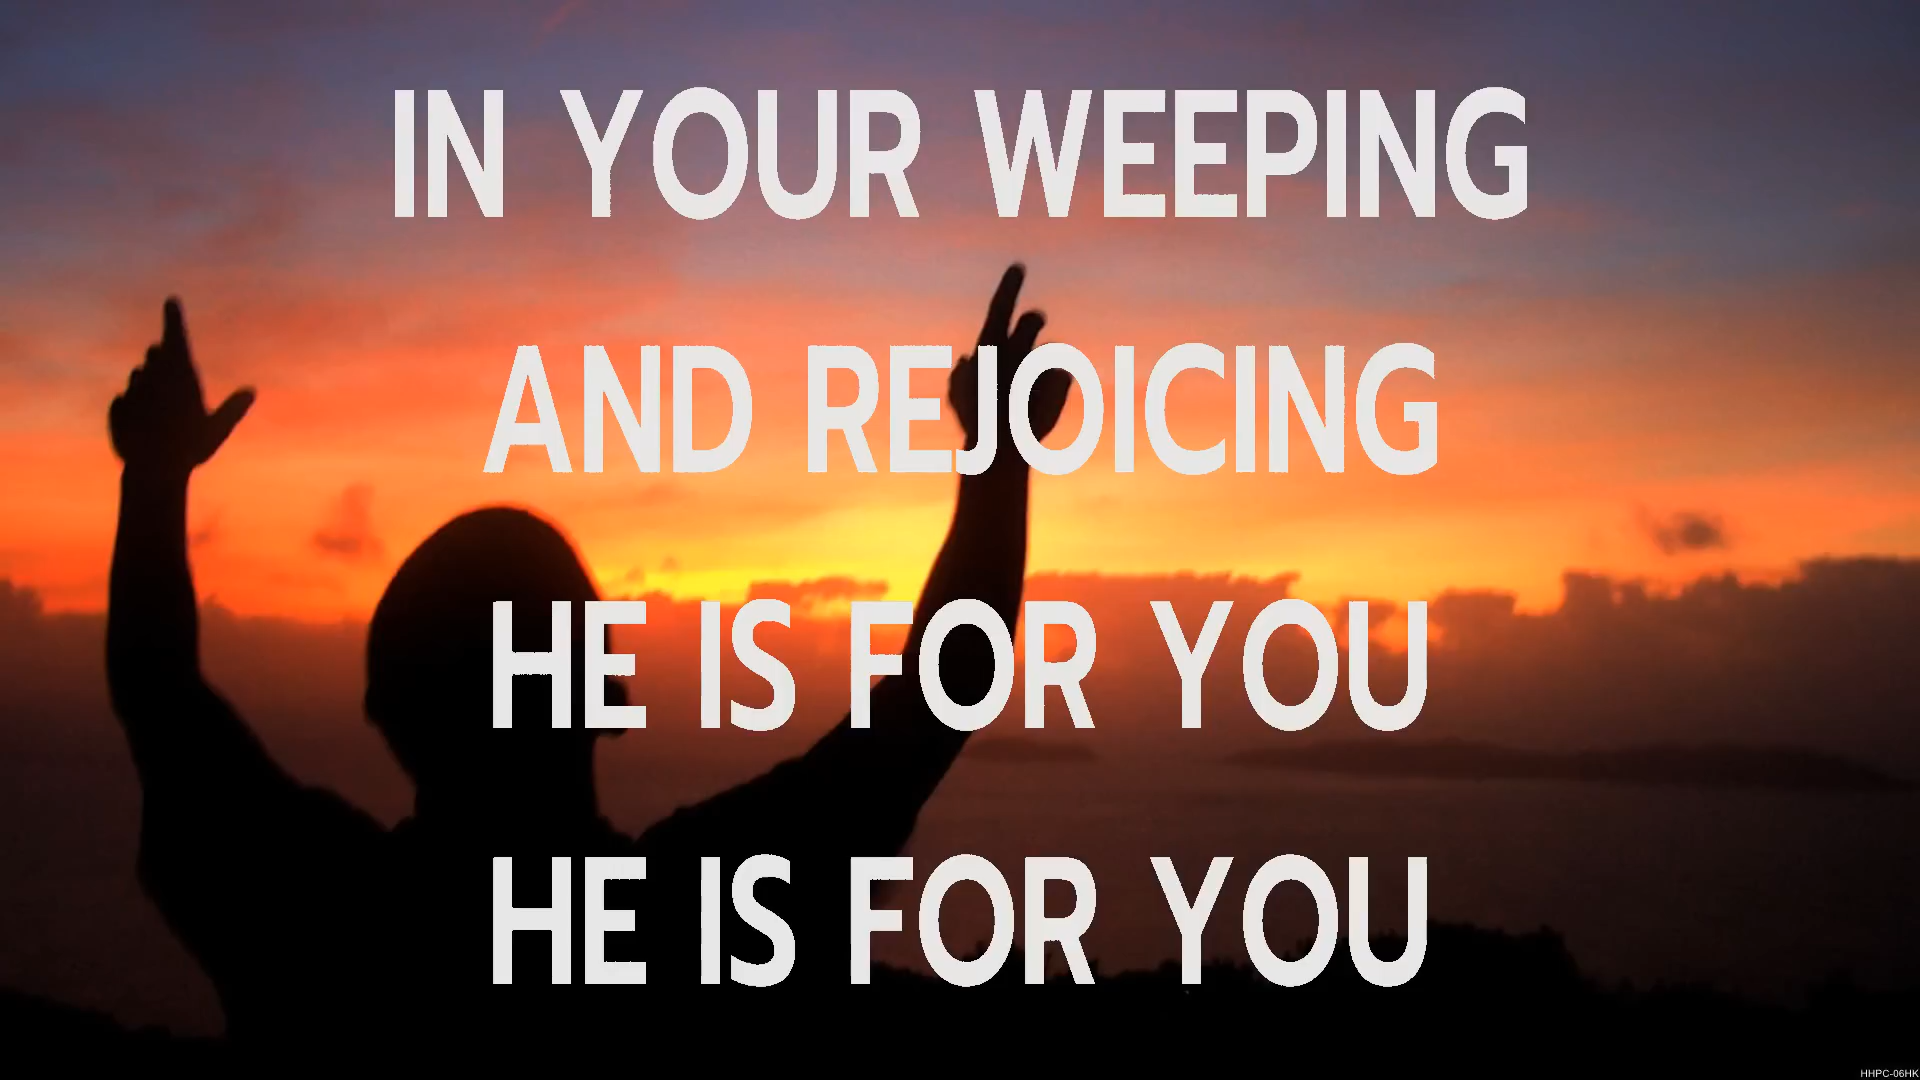 IN YOUR WEEPING
AND REJOICING
HE IS FOR YOU
HE IS FOR YOU
HHPC-06HK